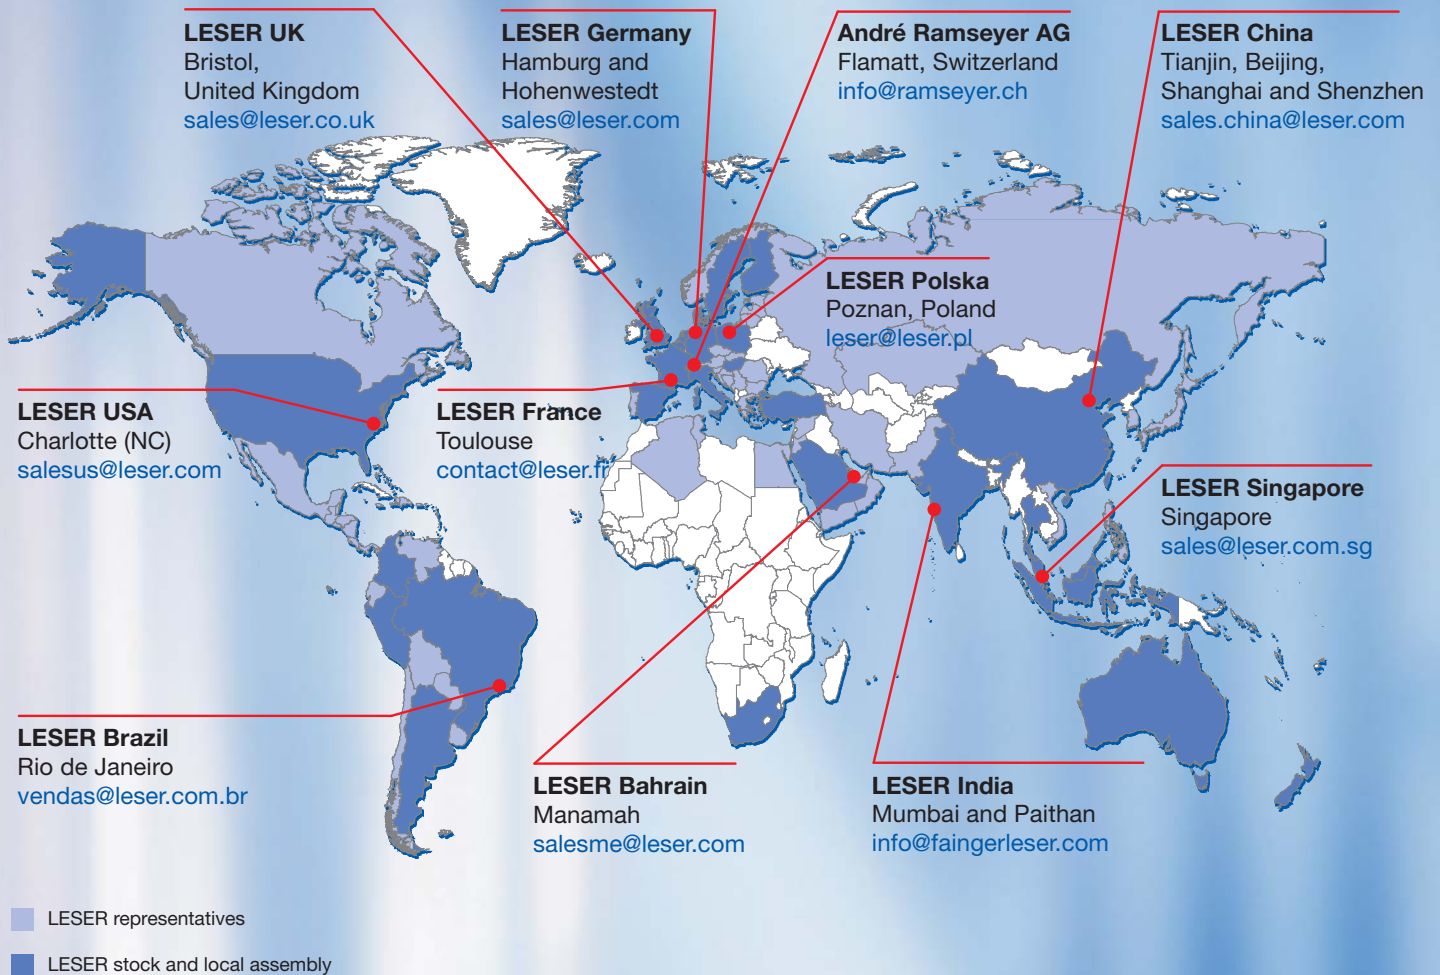 LESER UK
Bristol,
United Kingdom
sales@leser.co.uk
LESER Germany
Hamburg and
Hohenwestedt
sales@leser.com
André Ramseyer AG
Flamatt, Switzerland
info@ramseyer.ch
LESER China
Tianjin, Beijing,
Shanghai and Shenzhen
sales.china@leser.com
LESER Polska
Poznan, Poland
leser@leser.pl
LESER USA
Charlotte (NC)
salesus@leser.com
LESER France
Toulouse
contact@leser.fr
LESER Singapore
Singapore
sales@leser.com.sg
LESER Brazil
Rio de Janeiro
vendas@leser.com.br
LESER Bahrain
Manamah
salesme@leser.com
LESER India
Mumbai and Paithan
info@faingerleser.com
LESER representatives
LESER stock and local assembly